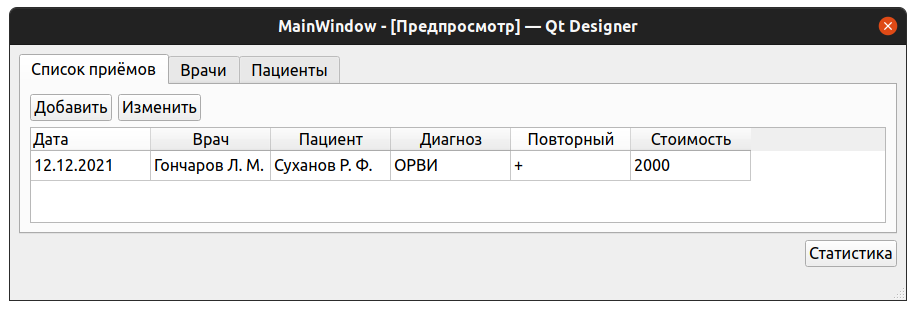 MainWindow - [Предпросмотр] — Qt Designer
Список приёмов Врачи Пациенты
Добавить Изменить
Дата Врач Пациент Диагноз Повторный Стоимость
12.12.2021 Гончаров Л. М. Суханов Р. Ф. ОРВИ + 2000
Статистика